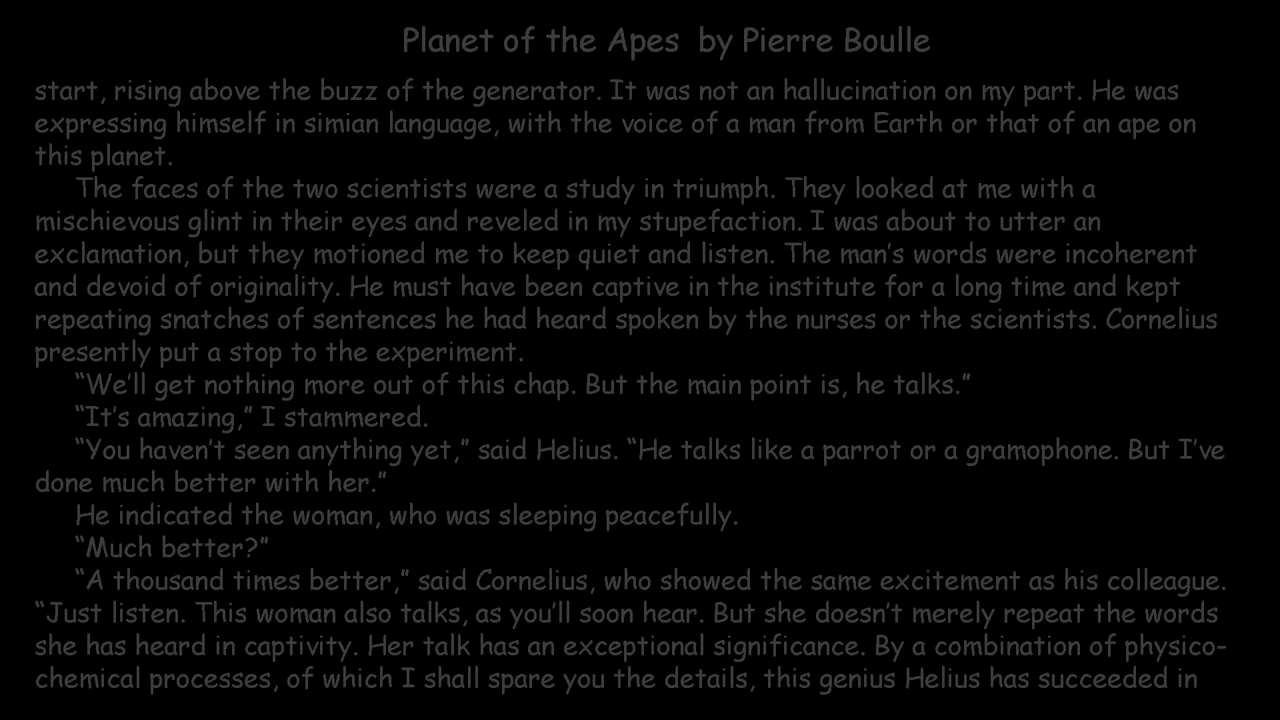 Planet of the Apes  by Pierre Boulle
start, rising above the buzz of the generator. It was not an hallucination on my part. He was
expressing himself in simian language, with the voice of a man from Earth or that of an ape on
this planet.
The faces of the two scientists were a study in triumph. They looked at me with a
mischievous glint in their eyes and reveled in my stupefaction. I was about to utter an
exclamation, but they motioned me to keep quiet and listen. The man’s words were incoherent
and devoid of originality. He must have been captive in the institute for a long time and kept
repeating snatches of sentences he had heard spoken by the nurses or the scientists. Cornelius
presently put a stop to the experiment.
“We’ll get nothing more out of this chap. But the main point is, he talks.”
“It’s amazing,” I stammered.
“You haven’t seen anything yet,” said Helius. “He talks like a parrot or a gramophone. But I’ve
done much better with her.”
He indicated the woman, who was sleeping peacefully.
“Much better?”
“A thousand times better,” said Cornelius, who showed the same excitement as his colleague.
“Just listen. This woman also talks, as you’ll soon hear. But she doesn’t merely repeat the words
she has heard in captivity. Her talk has an exceptional significance. By a combination of physico-
chemical processes, of which I shall spare you the details, this genius Helius has succeeded in